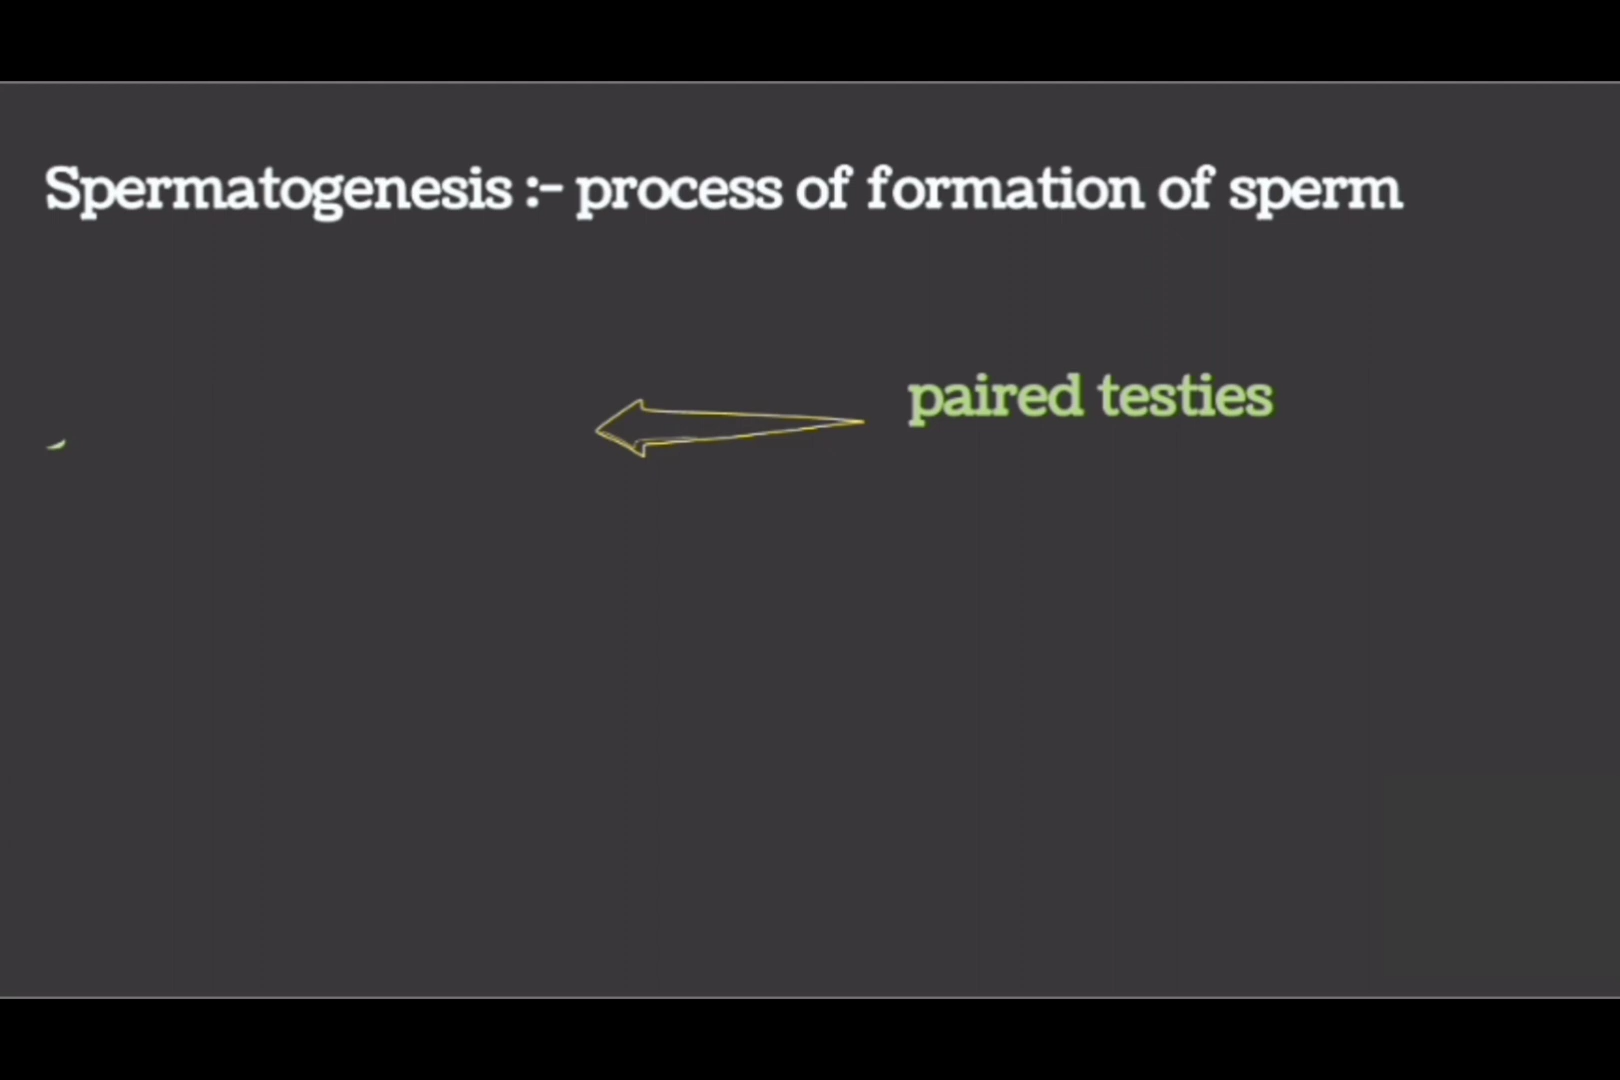 Spermatogenesis :- process of formation of sperm
paired testies